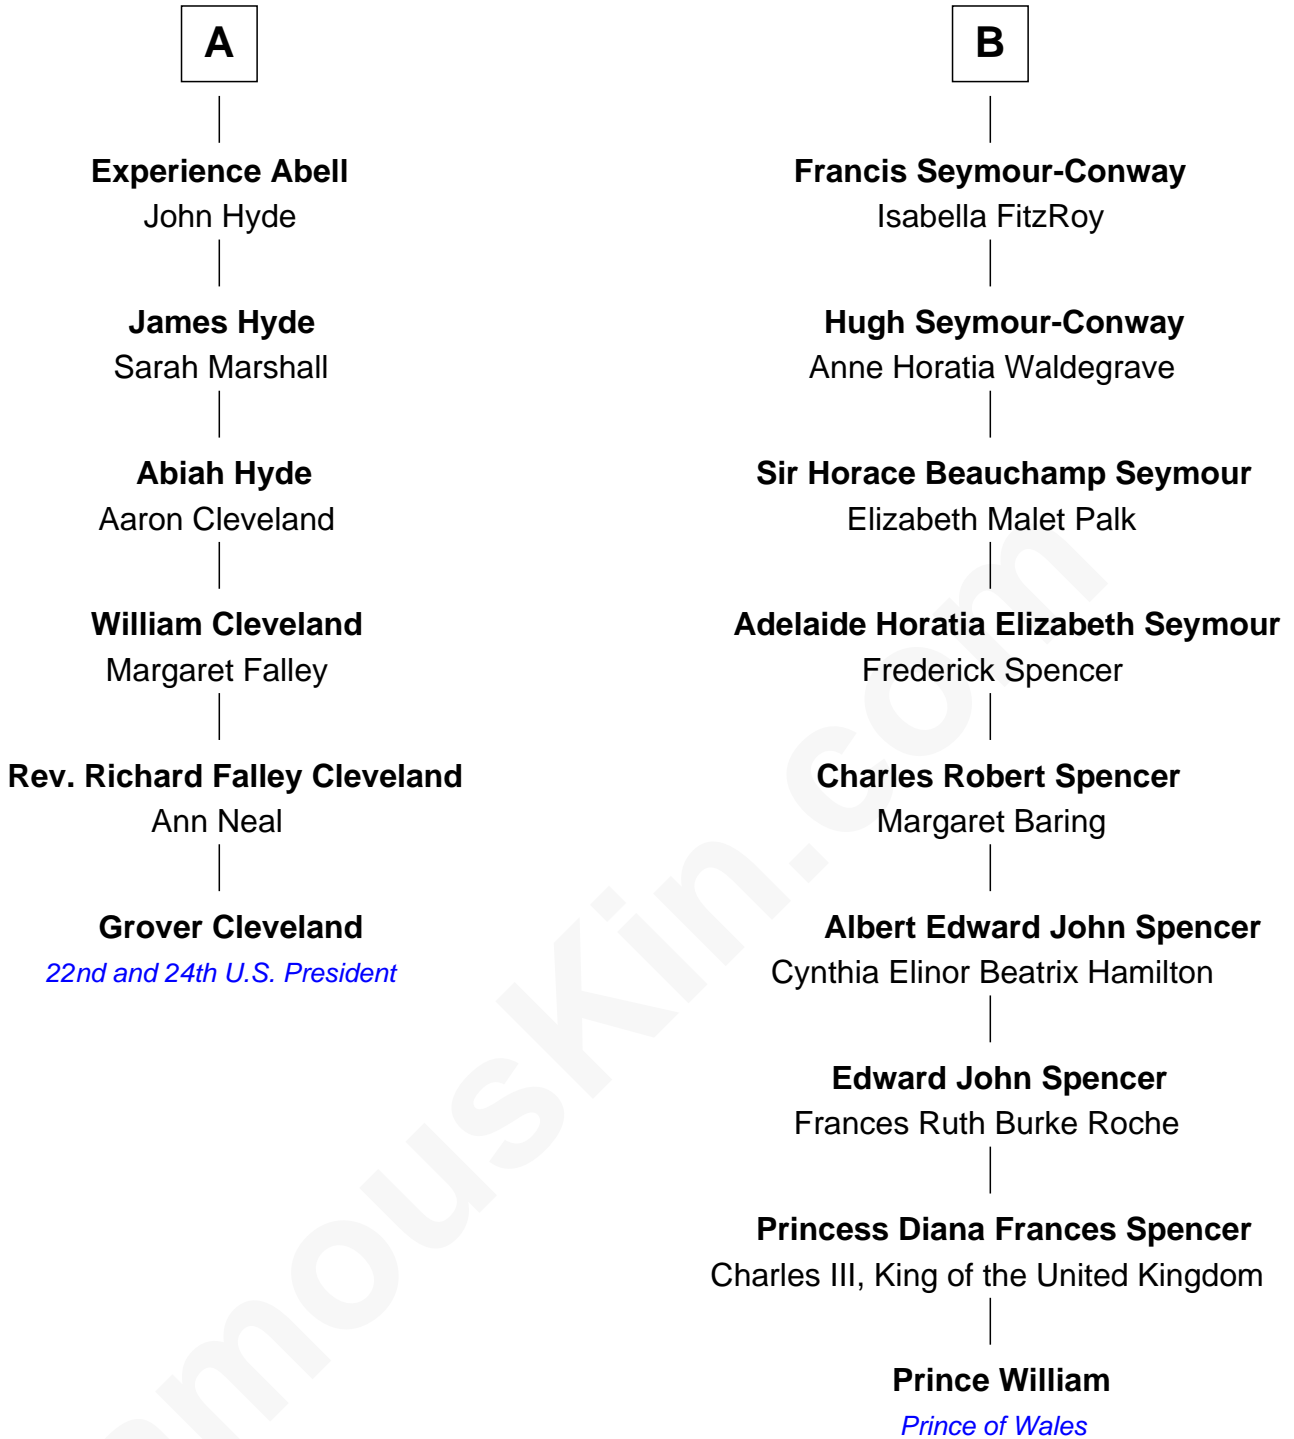 A
Experience Abell
John Hyde
James Hyde
Sarah Marshall
Abiah Hyde
Aaron Cleveland
William Cleveland
Margaret Falley
Rev. Richard Falley Cleveland
Ann Neal
Grover Cleveland
22nd and 24th U.S. President
B
Francis Seymour-Conway
Isabella FitzRoy
Hugh Seymour-Conway
Anne Horatia Waldegrave
Sir Horace Beauchamp Seymour
Elizabeth Malet Palk
Adelaide Horatia Elizabeth Seymour
Frederick Spencer
Charles Robert Spencer
Margaret Baring
Albert Edward John Spencer
Cynthia Elinor Beatrix Hamilton
Edward John Spencer
Frances Ruth Burke Roche
Princess Diana Frances Spencer
Charles III, King of the United Kingdom
Prince William
Prince of Wales
amousKin.com